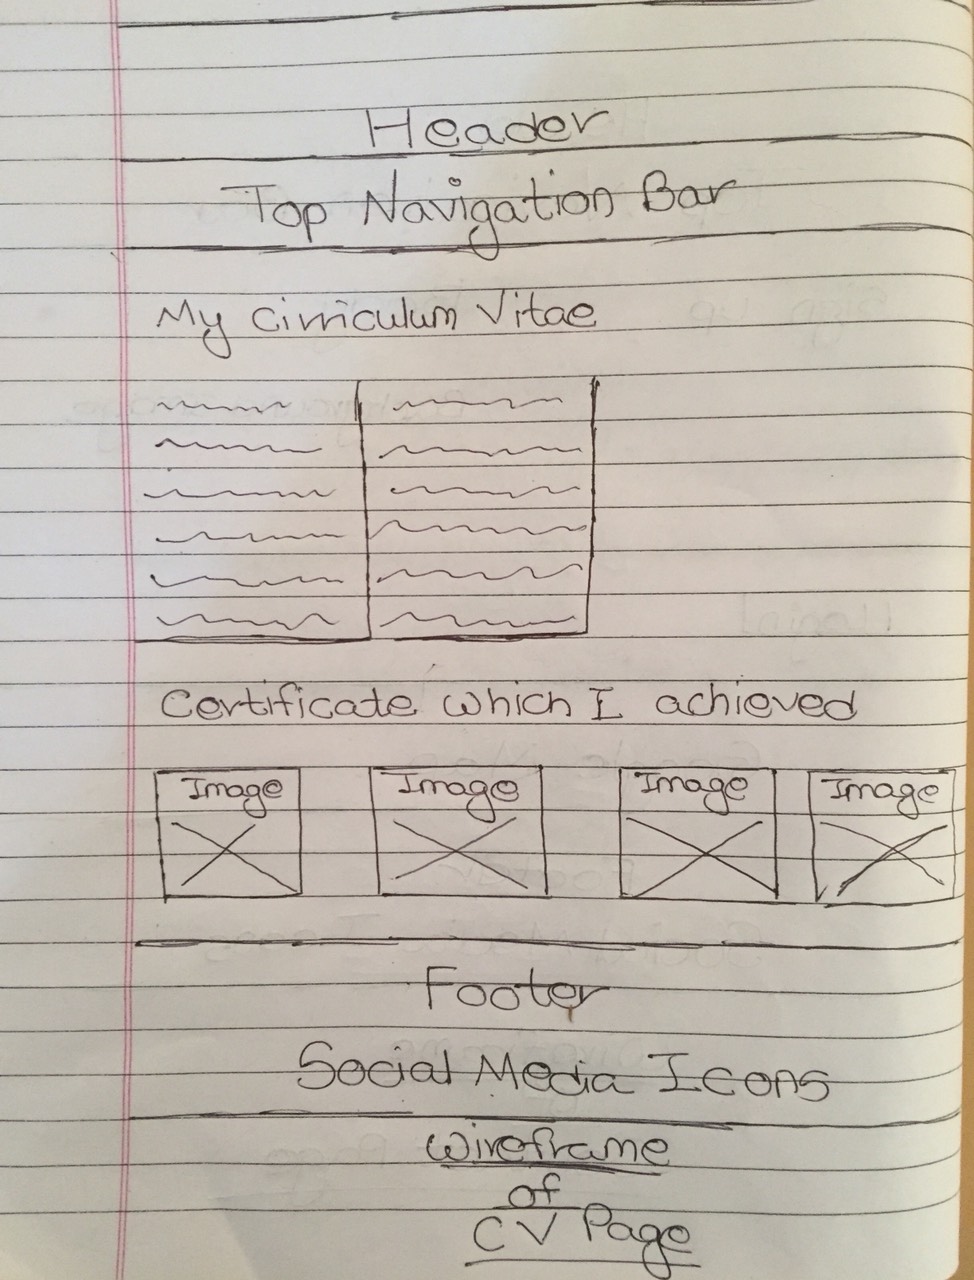 Header
Top Navigation Bar
My Cirriculum Vitae
Certificate which I achieved
Image Image Image Image
Footer
Social Media Icons
Wireframe
of
CV Page